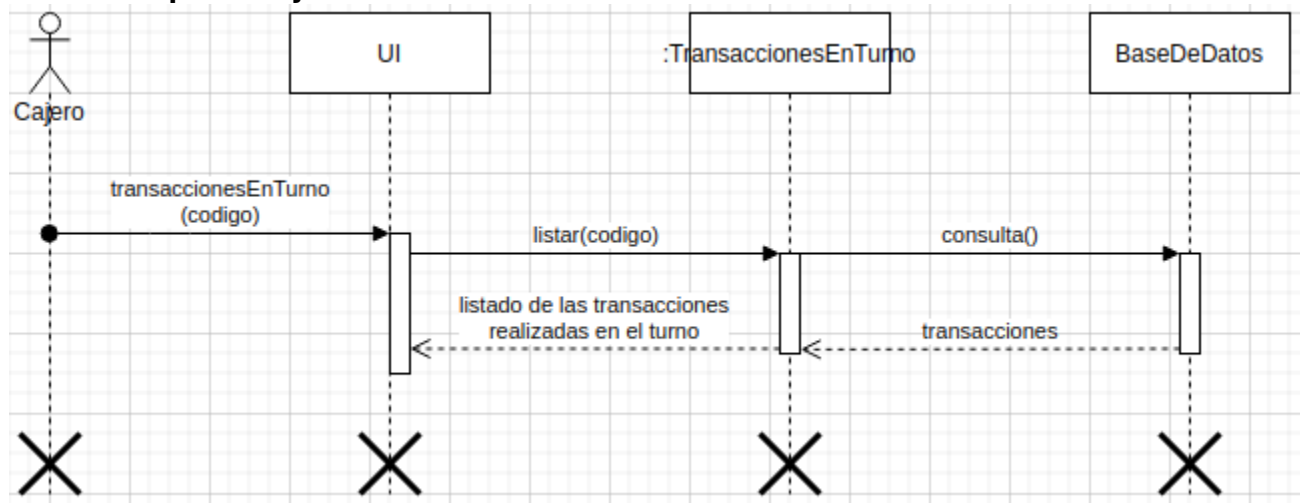 UI
:TransaccionesEnTurno
BaseDeDatos
Cajero
transaccionesEnTurno
(codigo)
listar(codigo)
consulta()
listado de las transacciones
realizadas en el turno
transacciones